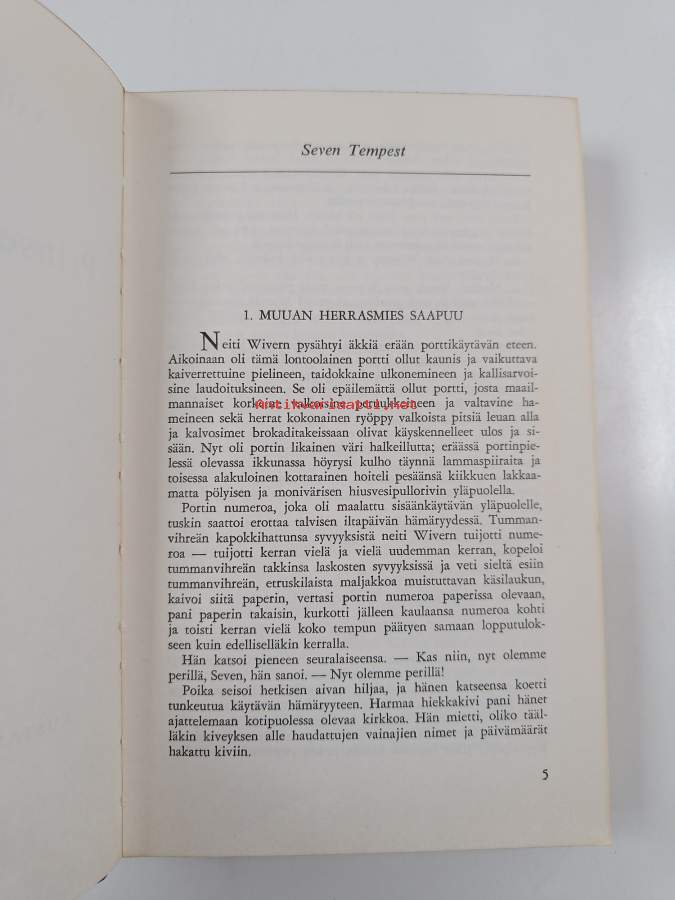 Seven Tempest
1. MUUAN HERRASMIES SAAPUU
Neiti Wivern pysähtyi äkkiä erään porttikäytävän eteen.
Aikoinaan oli tämä lontoolainen portti ollut kaunis ja vaikuttava
kaiverrettuine pielineen, taidokkaine ulkonemineen ja kallisarvoi-
sine laudoituksineen. Se oli epäilemättä ollut portti, josta maail-
mannaiset korkeine valkoisine peruukkeineen ja valtavine ha-
Antikvariaatti.net
meineen sekä herrat kokonainen ryöppy valkoista pitsiä leuan alla
ja kalvosimet brokaditakeissaan olivat käyskennelleet ulos ja si-
sään. Nyt oli portin likainen väri halkeillutta; eräässä portinpie-
lessä olevassa ikkunassa höyrysi kulho täynnä lammaspiiraita ja
toisessa alakuloinen kottarainen hoiteli pesäänsä kiikkuen lakkaa-
matta pölyisen ja monivärisen hiusvesipullorivin yläpuolella.
Portin numeroa, joka oli maalattu sisäänkäytävän yläpuolelle,
tuskin saattoi erottaa talvisen iltapäivän hämäryydessä. Tumman-
vihreän kapokkihattunsa syvyyksistä neiti Wivern tuijotti nume-
roa — tuijotti kerran vielä ja vielä uudemman kerran, kopeloi
tummanvihreän takkinsa laskosten syvyyksissä ja veti sieltä esiin
tummanvihreän, etruskilaista maljakkoa muistuttavan käsilaukun,
kaivoi siitä paperin, vertasi portin numeroa paperissa olevaan,
pani paperin takaisin, kurkotti jälleen kaulaansa numeroa kohti
ja toisti kerran vielä koko tempun päätyen samaan lopputulok-
seen kuin edelliselläkin kerralla.
Hän katsoi pieneen seuralaiseensa. — Kas niin, nyt olemme
perillä, Seven, hän sanoi. — Nyt olemme perillä!
Poika seisoi hetkisen aivan hiljaa, ja hänen katseensa koetti
tunkeutua käytävän hämäryyteen. Harmaa hiekkakivi pani hänet
ajattelemaan kotipuolessa olevaa kirkkoa. Hän mietti, oliko tääl-
läkin kiveyksen alle haudattujen vainajien nimet ja päivämäärät
hakattu kiviin.
5